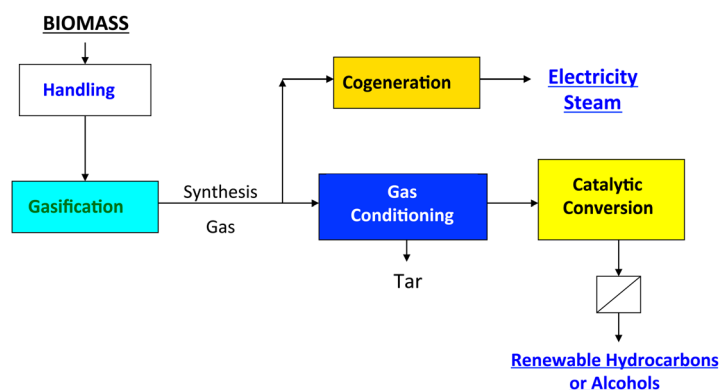 BIOMASS
Handling
Gasification
Synthesis
Gas
Cogeneration
Electricity
Steam
Gas
Conditioning
Tar
Catalytic
Conversion
Renewable Hydrocarbons
or Alcohols